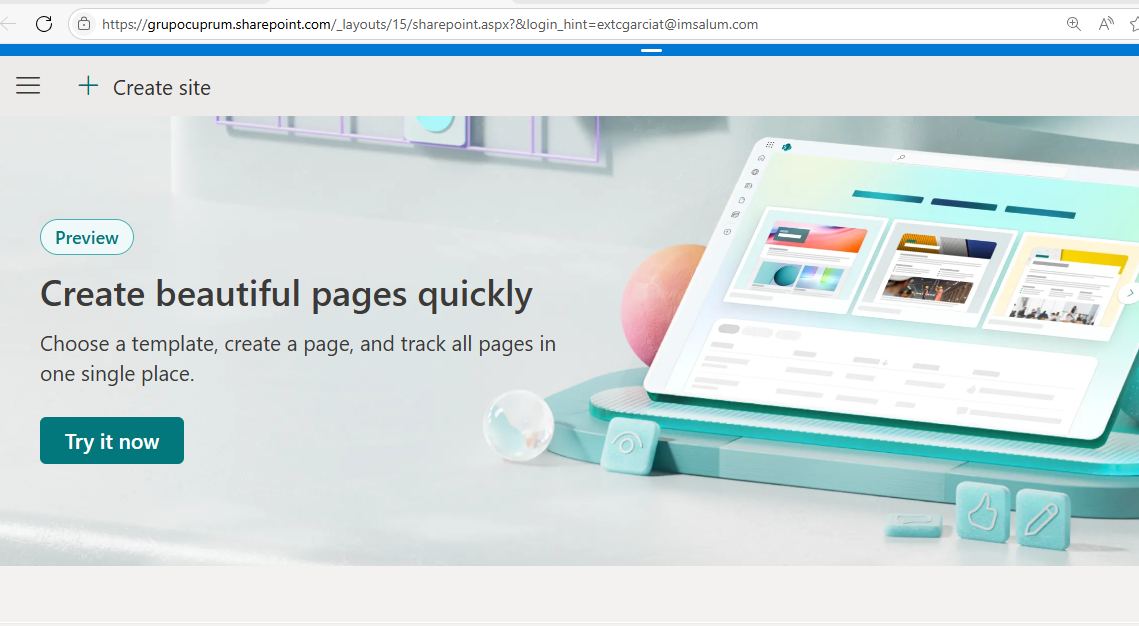 https://grupocuprum.sharepoint.com/_layouts/15/sharepoint.aspx?&login_hint=extcgarciat@imsalum.com
Create site
Preview
Create beautiful pages quickly
Choose a template, create a page, and track all pages in
one single place.
Try it now